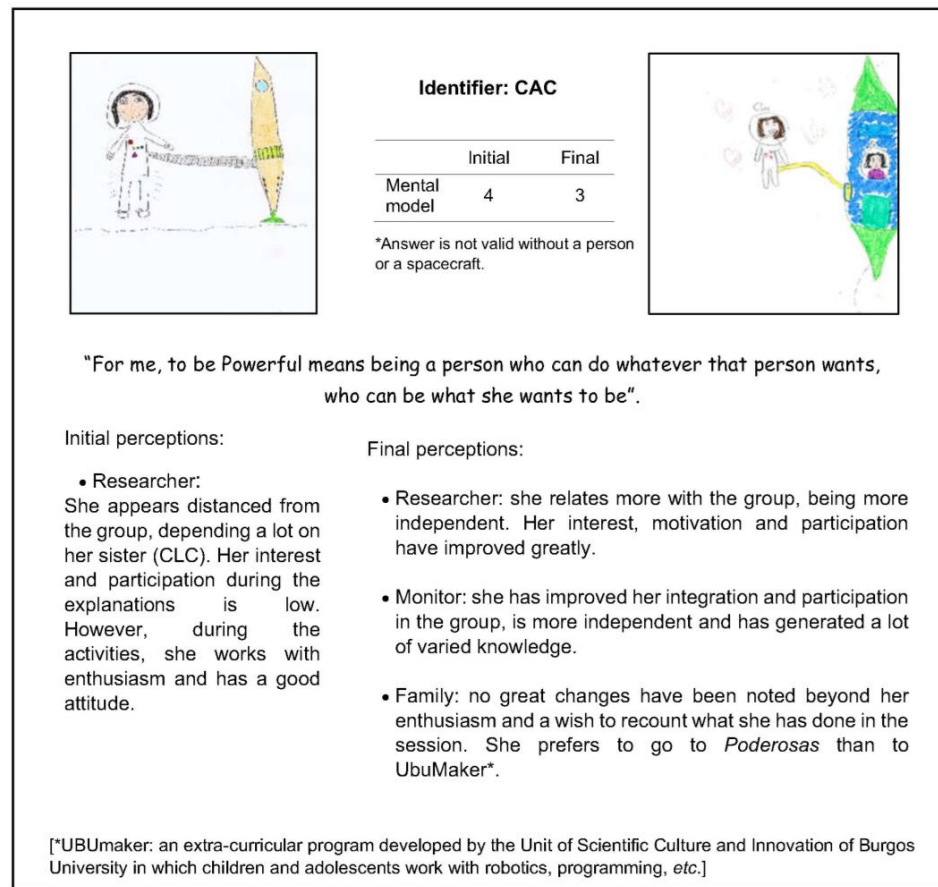 Identifier: CAC
Initial Final
Mental model 4 3
*Answer is not valid without a person
or a spacecraft.
“For me, to be Powerful means being a person who can do whatever that person wants,
who can be what she wants to be”.
Initial perceptions:
• Researcher:
She appears distanced from
the group, depending a lot on
her sister (CLC). Her interest
and participation during the
explanations is low.
However, during the
activities, she works with
enthusiasm and has a good
attitude.
Final perceptions:
• Researcher: she relates more with the group, being more
independent. Her interest, motivation and participation
have improved greatly.
• Monitor: she has improved her integration and participation
in the group, is more independent and has generated a lot
of varied knowledge.
• Family: no great changes have been noted beyond her
enthusiasm and a wish to recount what she has done in the
session. She prefers to go to Poderosas than to
UbuMaker*.
[*UBUmaker: an extra-curricular program developed by the Unit of Scientific Culture and Innovation of Burgos
University in which children and adolescents work with robotics, programming, etc.]